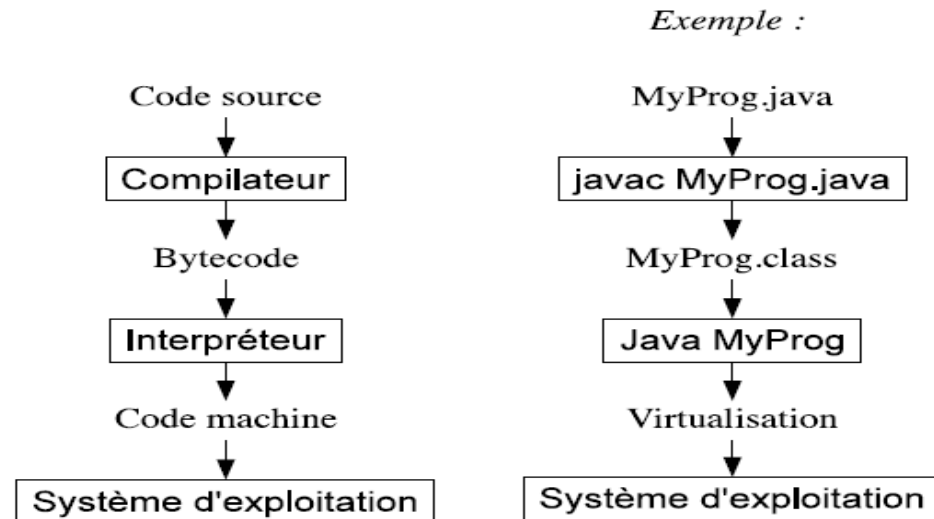 Exemple :
Code source
MyProg.java
Compilateur
javac MyProg.java
Bytecode
MyProg.class
Interpréteur
Java MyProg
Code machine
Virtualisation
Système d'exploitation
Système d'exploitation